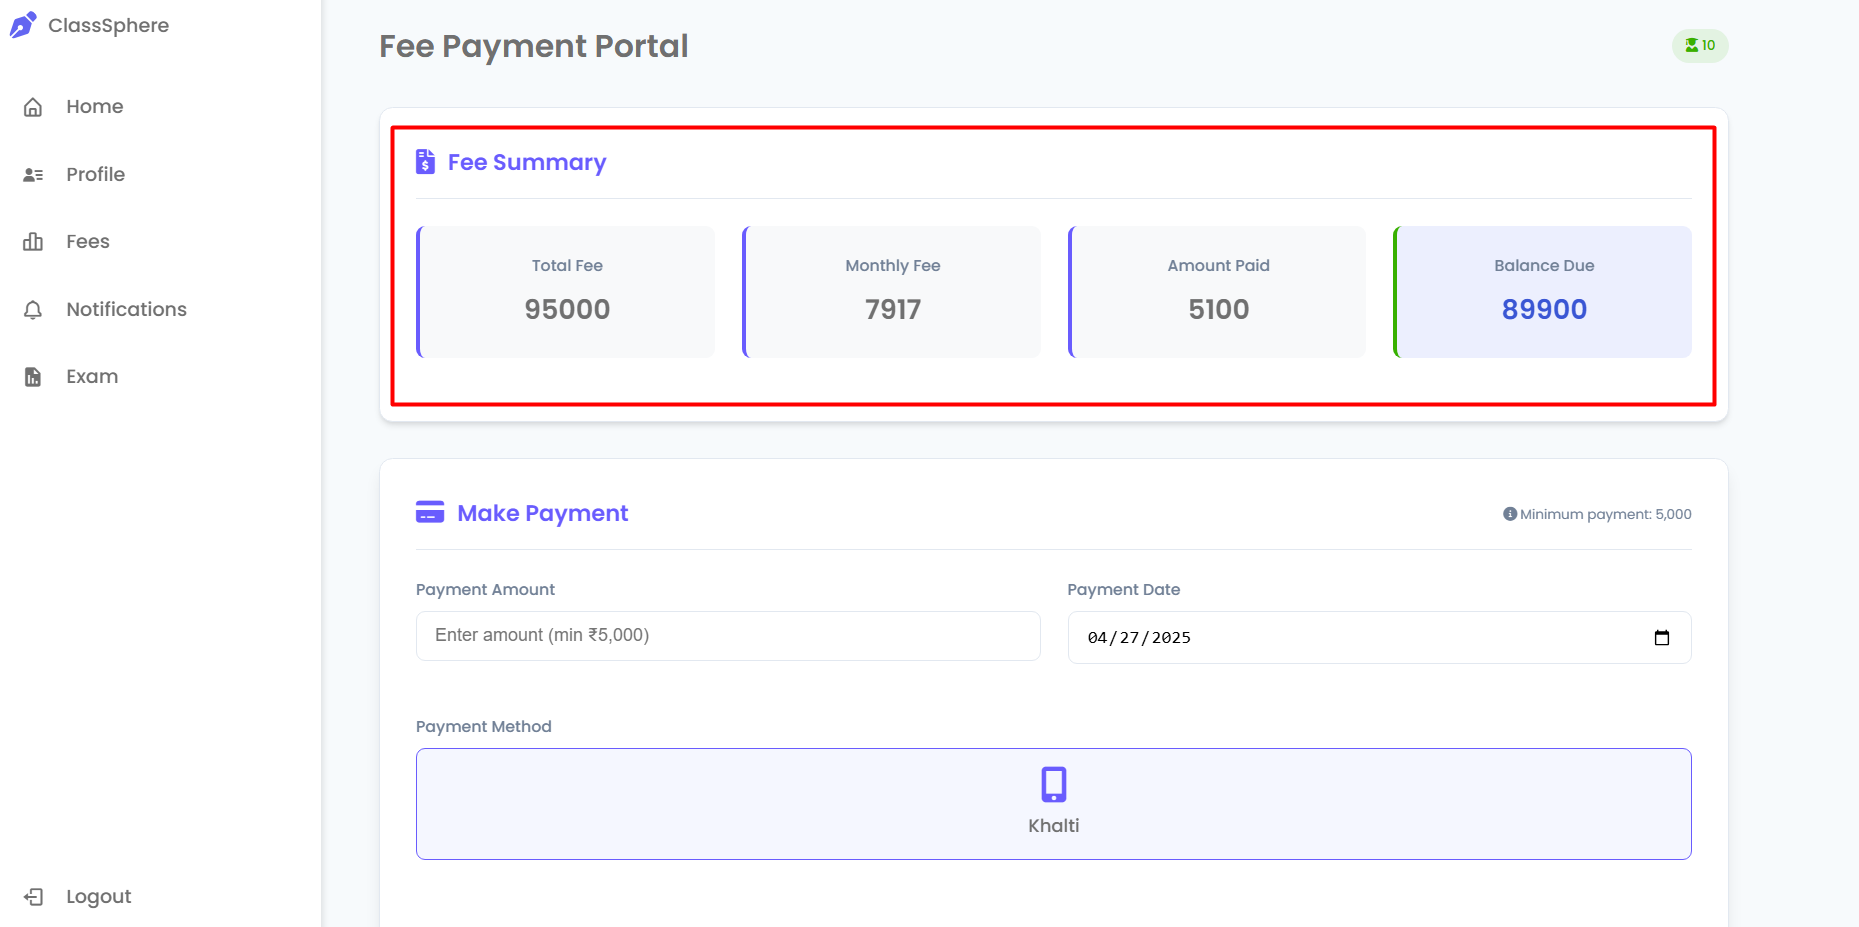 ClassSphere
Home
Profile
Fees
Notifications
Exam
Logout
Fee Payment Portal
10
Fee Summary
Total Fee
95000
Monthly Fee
7917
Amount Paid
5100
Balance Due
89900
Make Payment
Minimum payment: 5,000
Payment Amount
Enter amount (min ₹5,000)
Payment Date
04/27/2025
Payment Method
Khalti